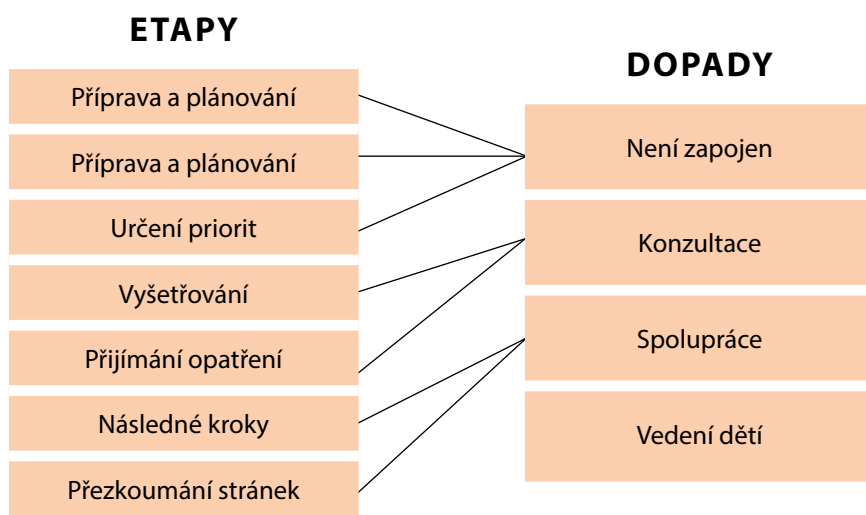 ETAPY
Příprava a plánování
Příprava a plánování
Určení priorit
Vyšetřování
Přijímání opatření
Následné kroky
Přezkoumání stránek
DOPADY
Není zapojen
Konzultace
Spolupráce
Vedení dětí